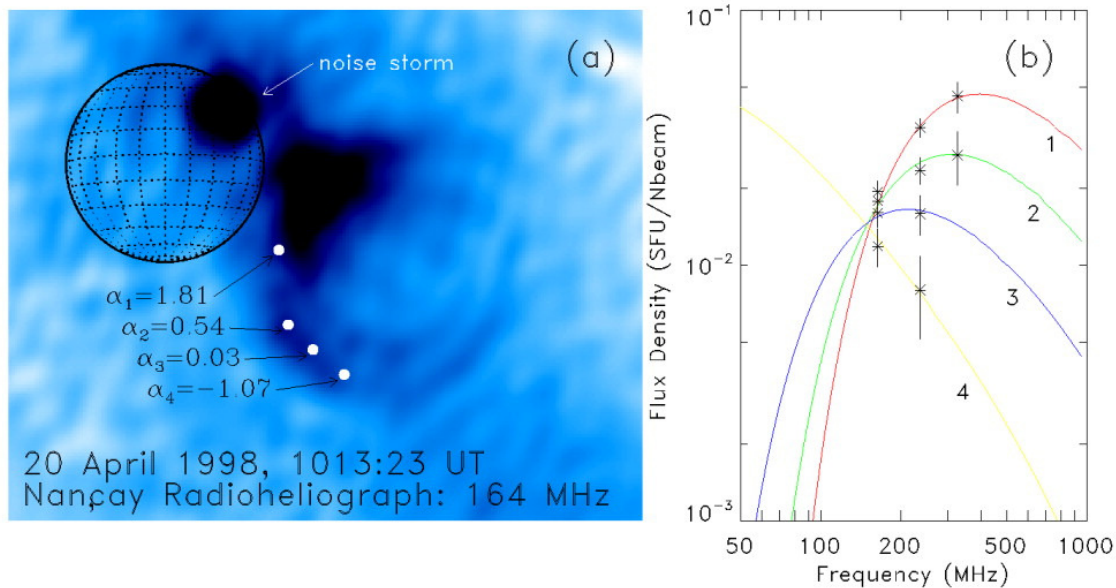 (a)
noise storm
α₁=1.81
α₂=0.54
α₃=0.03
α₄=−1.07
20 April 1998, 1013:23 UT
Nançay Radioheliograph: 164 MHz
(b)
10⁻¹
10⁻²
10⁻³
Flux Density (SFU/Nbeam)
1
2
3
4
50 100 200 500 1000
Frequency (MHz)